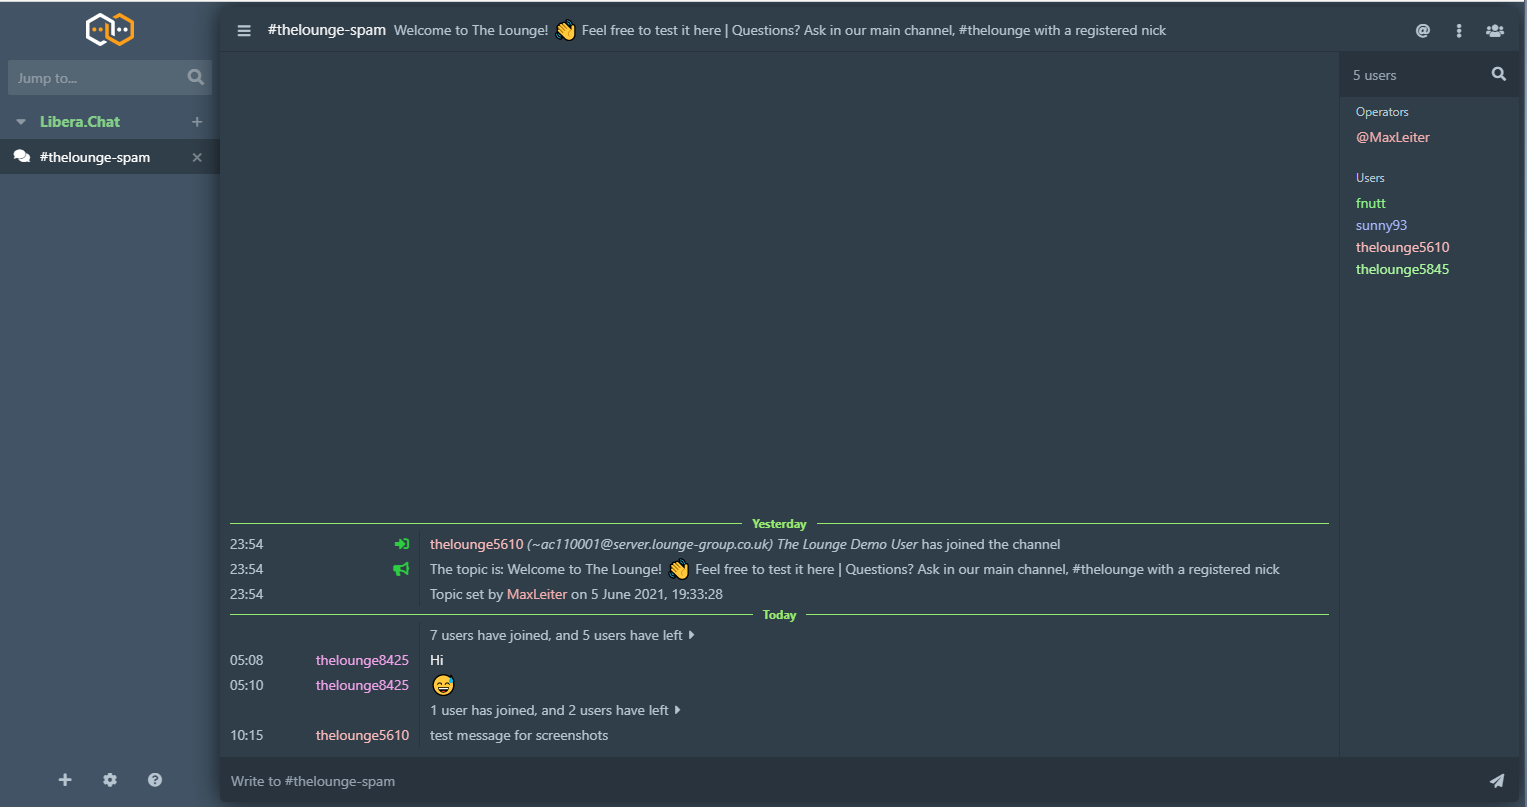 #thelounge-spam Welcome to The Lounge! 👋 Feel free to test it here | Questions? Ask in our main channel, #thelounge with a registered nick
Jump to...
Libera.Chat
#thelounge-spam
5 users
Operators
@MaxLeiter
Users
fnutt
sunny93
thelounge5610
thelounge5845
Yesterday
23:54 thelounge5610 (~ac110001@server.lounge-group.co.uk) The Lounge Demo User has joined the channel
23:54 The topic is: Welcome to The Lounge! 👋 Feel free to test it here | Questions? Ask in our main channel, #thelounge with a registered nick
23:54 Topic set by MaxLeiter on 5 June 2021, 19:33:28
Today
7 users have joined, and 5 users have left
05:08 thelounge8425 Hi
05:10 thelounge8425 😅
1 user has joined, and 2 users have left
10:15 thelounge5610 test message for screenshots
Write to #thelounge-spam